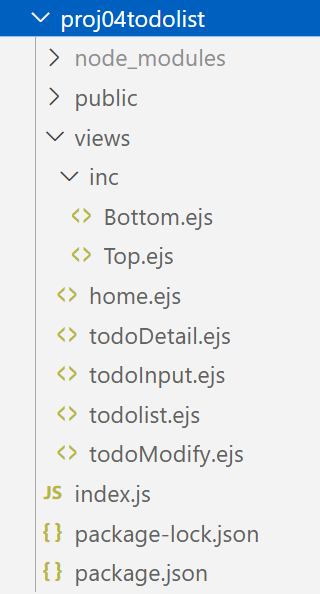 proj04todolist
node_modules
public
views
inc
<> Bottom.ejs
<> Top.ejs
<> home.ejs
<> todoDetail.ejs
<> todoInput.ejs
<> todolist.ejs
<> todoModify.ejs
JS index.js
{} package-lock.json
{} package.json